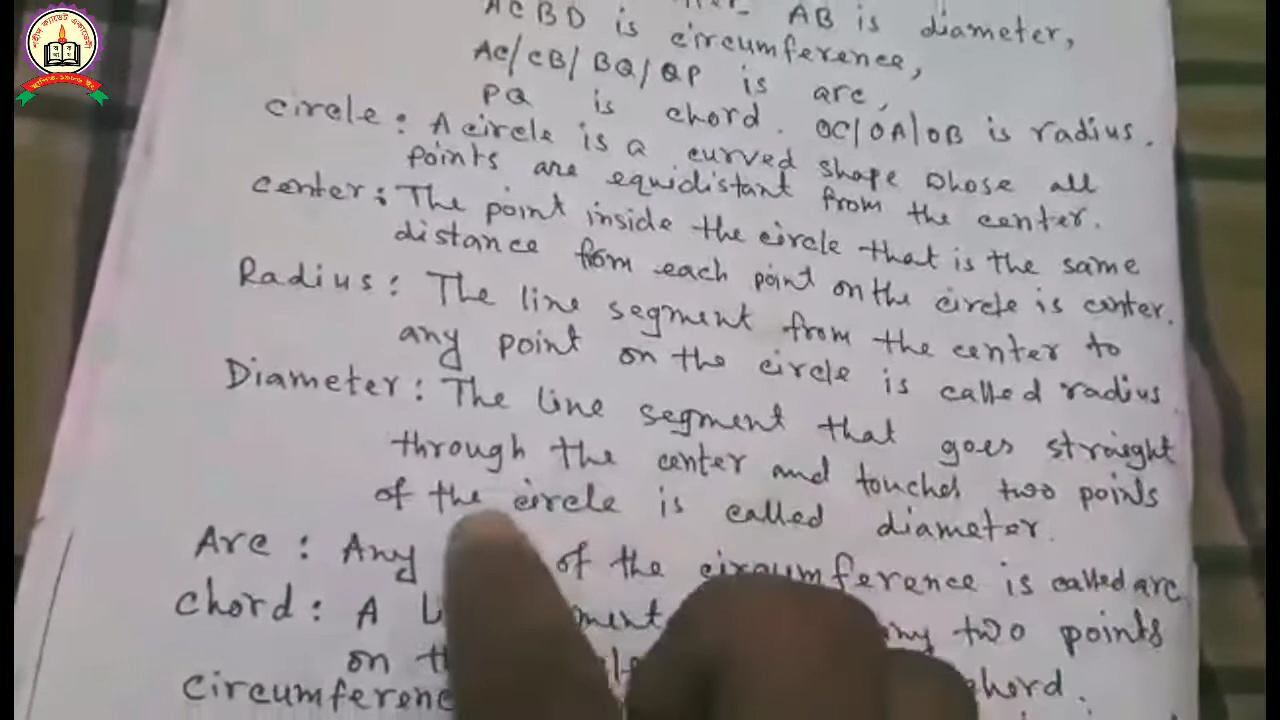 ACBD is circumference, AB is diameter,
AC/CB/BQ/QP is arc,
PQ is chord. OC/OA/OB is radius.
circle: A circle is a curved shape whose all
points are equidistant from the center.
center: The point inside the circle that is the same
distance from each point on the circle is center.
Radius: The line segment from the center to
any point on the circle is called radius.
Diameter: The line segment that goes straight
through the center and touches two points
of the circle is called diameter.
Arc: Any of the circumference is called arc
chord: A two points
on chord.